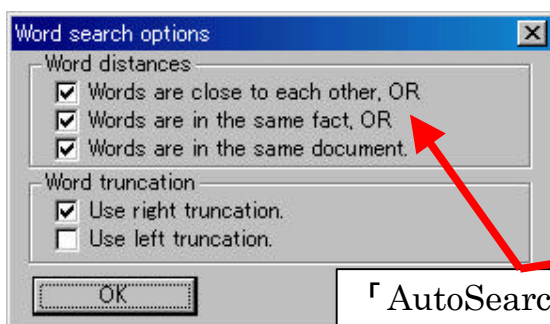 Word search options
Word distances
Words are close to each other, OR
Words are in the same fact, OR
Words are in the same document.
Word truncation
Use right truncation.
Use left truncation.
OK
「AutoSearc